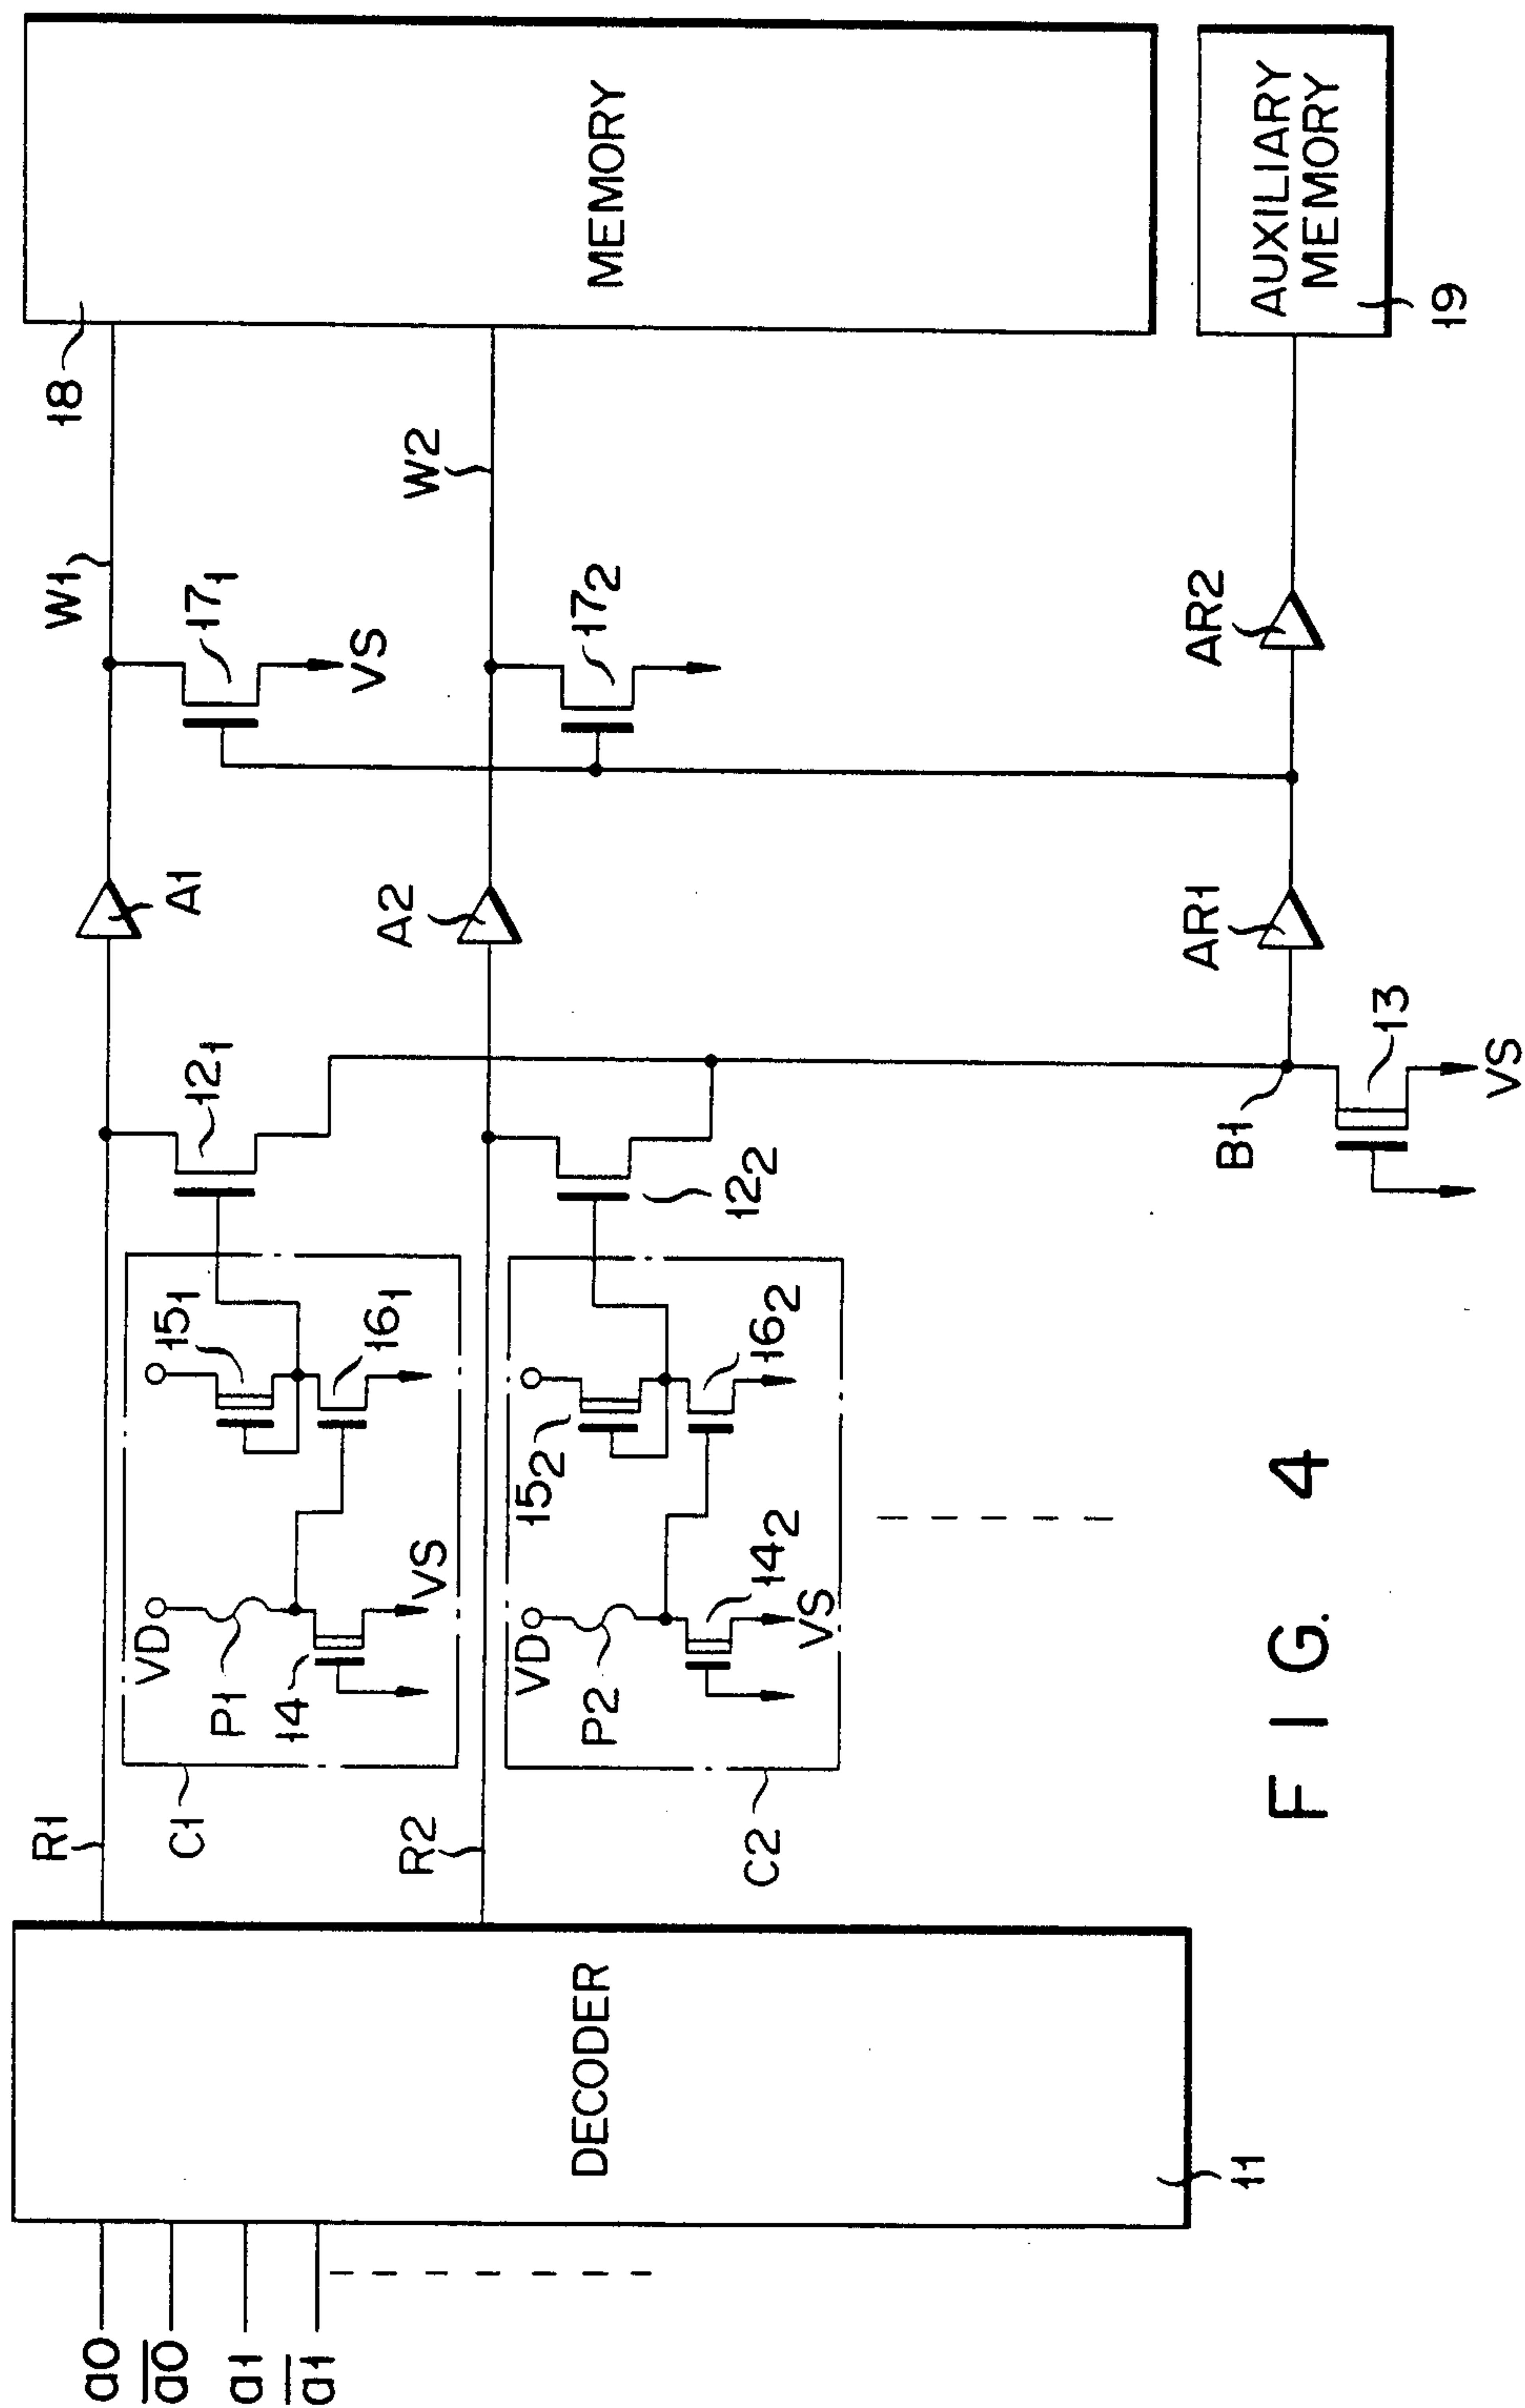 a0
a0
a1
a1
DECODER
11
R1
R2
C1
VD
P1
14
VS
15₁
16₁
12₁
C2
VD
P2
14₂
VS
15₂
16₂
12₂
B1
13
VS
A1
A2
AR1
AR2
W1
17₁
VS
W2
17₂
18
MEMORY
AUXILIARY
MEMORY
19
FIG. 4